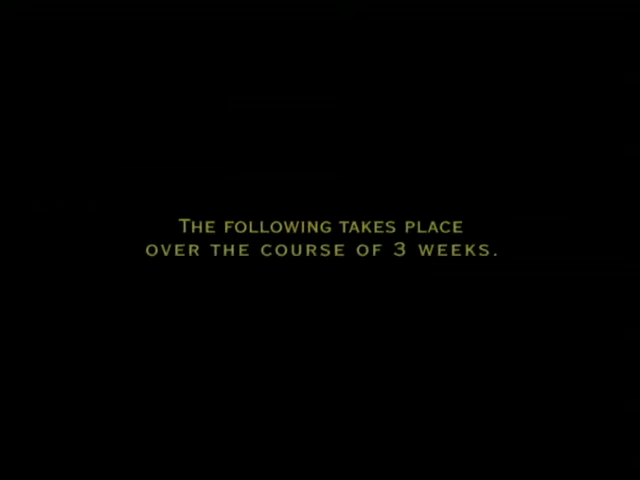 The following takes place
over the course of 3 weeks.